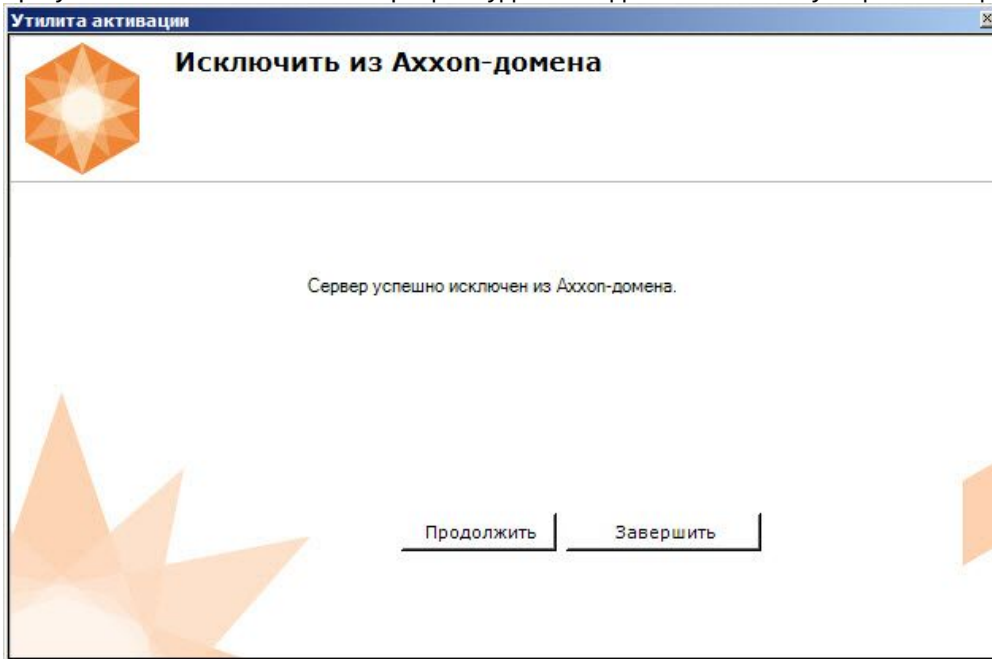 Утилита активации
Исключить из Axxon-домена
Сервер успешно исключен из Axxon-домена.
Продолжить Завершить